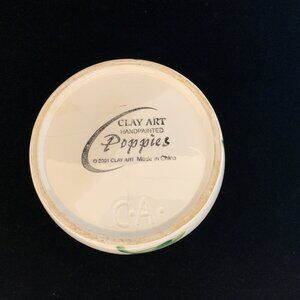 CLAY ART
HANDPAINTED
Poppies
© 2001 CLAY ART Made in China
C.A.